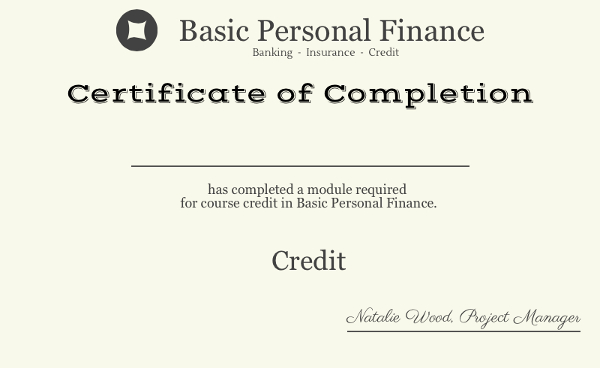 Basic Personal Finance
Banking - Insurance - Credit
Certificate of Completion
has completed a module required
for course credit in Basic Personal Finance.
Credit
Natalie Wood, Project Manager